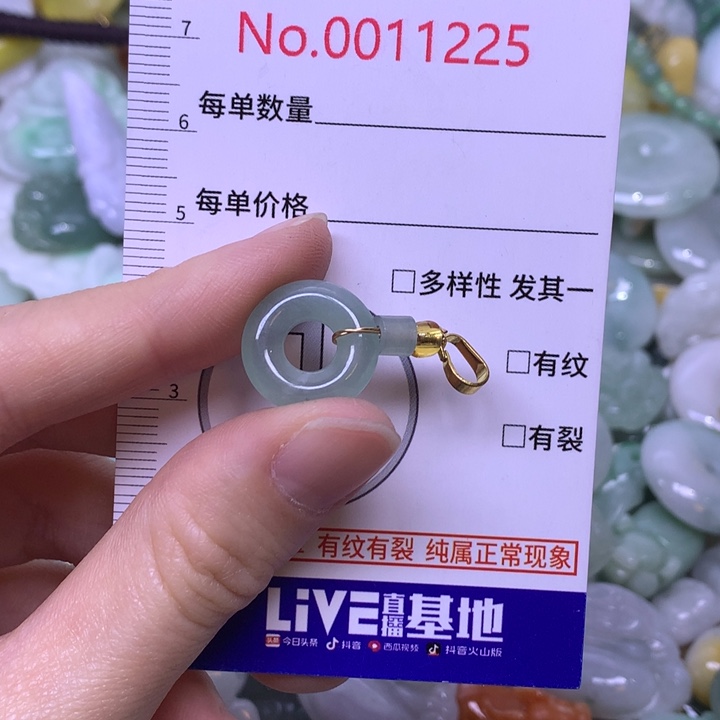 7
No.0011225
每单数量
6
每单价格
5
□多样性 发其一
□有纹
3
□有裂
有纹有裂 纯属正常现象
LiVE直播基地
头条 今日头条 抖音 西瓜视频 抖音火山版